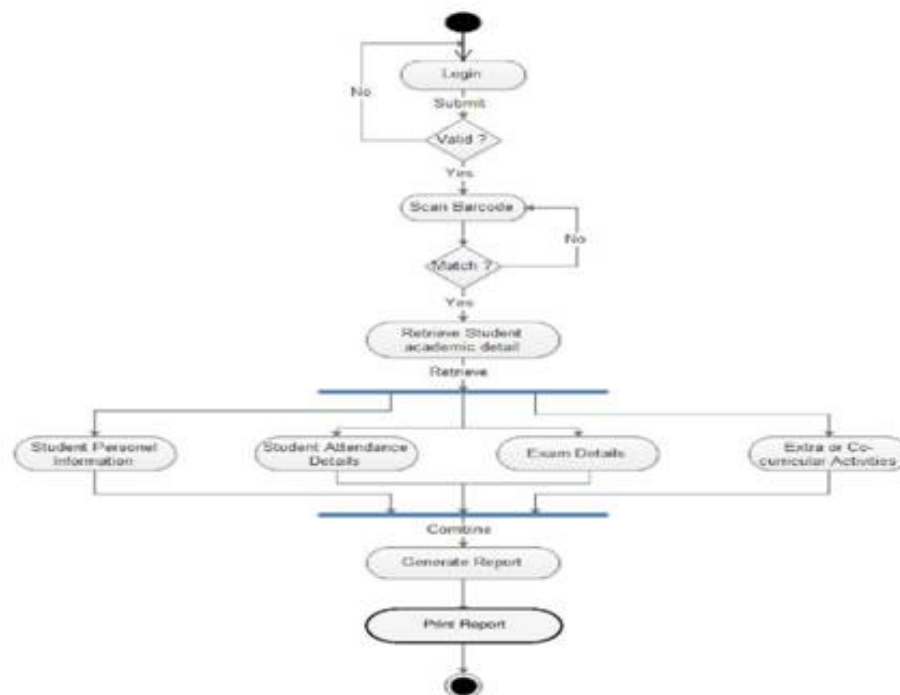 Login
No
Submit
Valid ?
Yes
Scan Barcode
No
Match ?
Yes
Retrieve Student
academic detail
Retrieve
Student Personel
Information
Student Attendance
Details
Exam Details
Extra or Co-
curricular Activities
Combine
Generate Report
Print Report